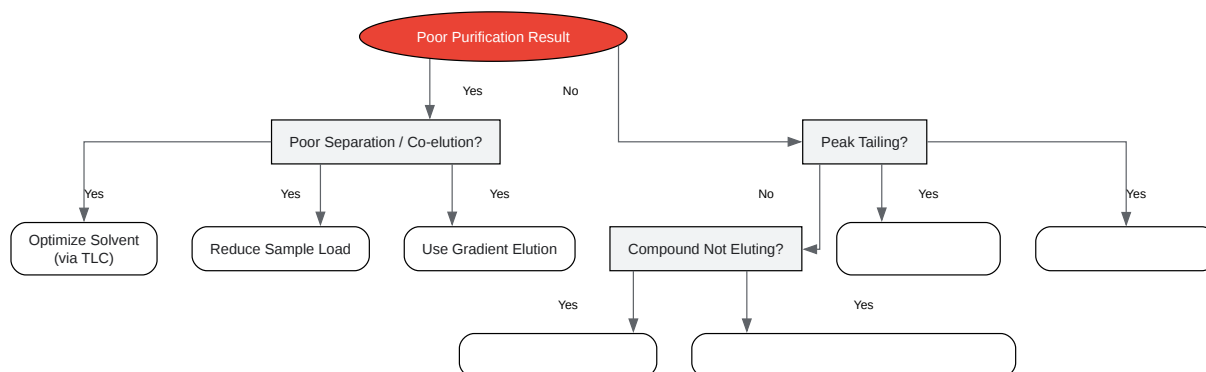 Poor Purification Result
Yes
No
Poor Separation / Co-elution?
Peak Tailing?
Yes
Yes
Yes
No
Yes
Yes
Optimize Solvent
(via TLC)
Reduce Sample Load
Use Gradient Elution
Compound Not Eluting?
Yes
Yes